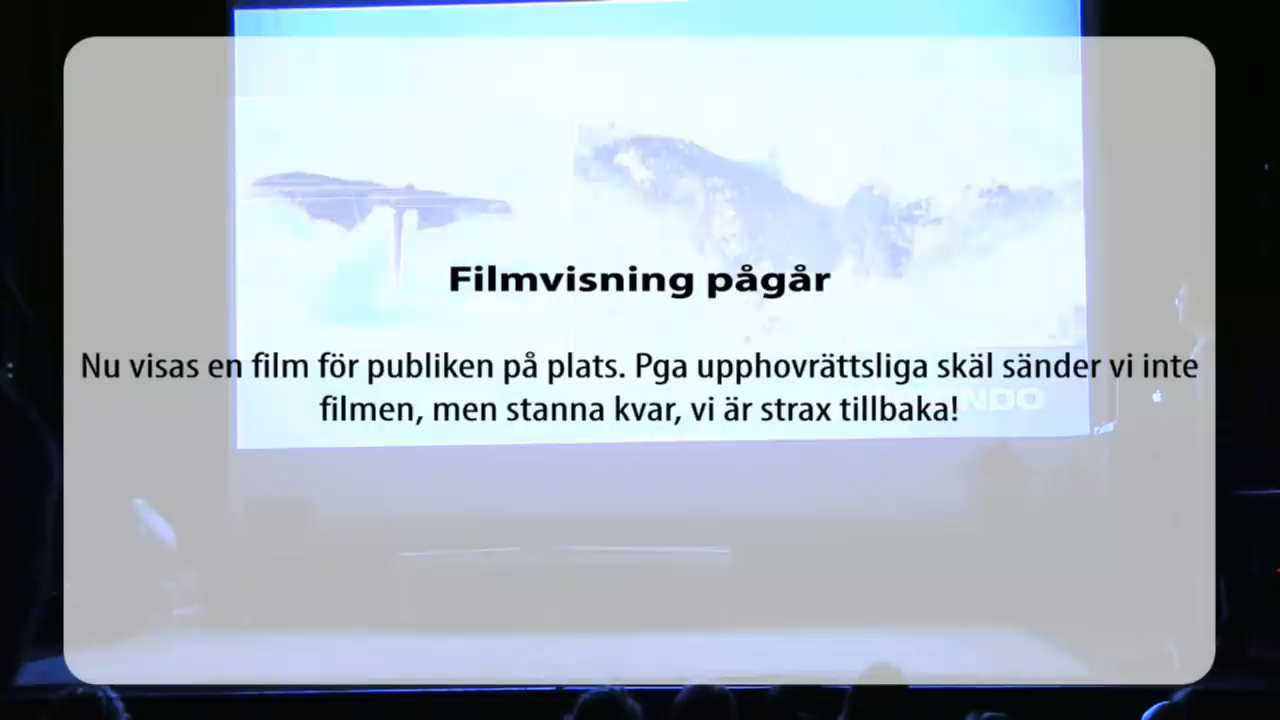 Filmvisning pågår
Nu visas en film för publiken på plats. Pga upphovrättsliga skäl sänder vi inte
filmen, men stanna kvar, vi är strax tillbaka!